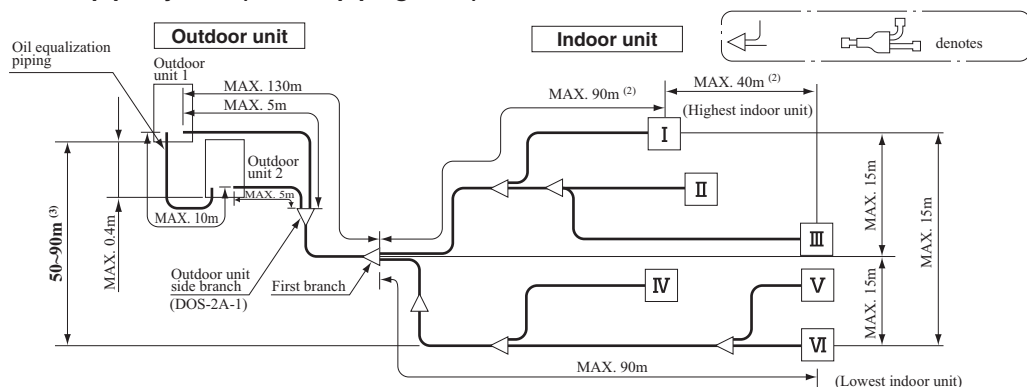 Oil equalization
piping
Outdoor unit
Indoor unit
denotes
Outdoor
unit 1
MAX. 130m
MAX. 5m
MAX. 90m (2)
MAX. 40m (2)
(Highest indoor unit)
I
Outdoor
unit 2
MAX. 5m
MAX. 10m
II
III
50~90m (3)
MAX. 0.4m
MAX. 15m
MAX. 15m
MAX. 15m
Outdoor unit
side branch
(DOS-2A-1)
First branch
IV
V
VI
MAX. 90m
(Lowest indoor unit)